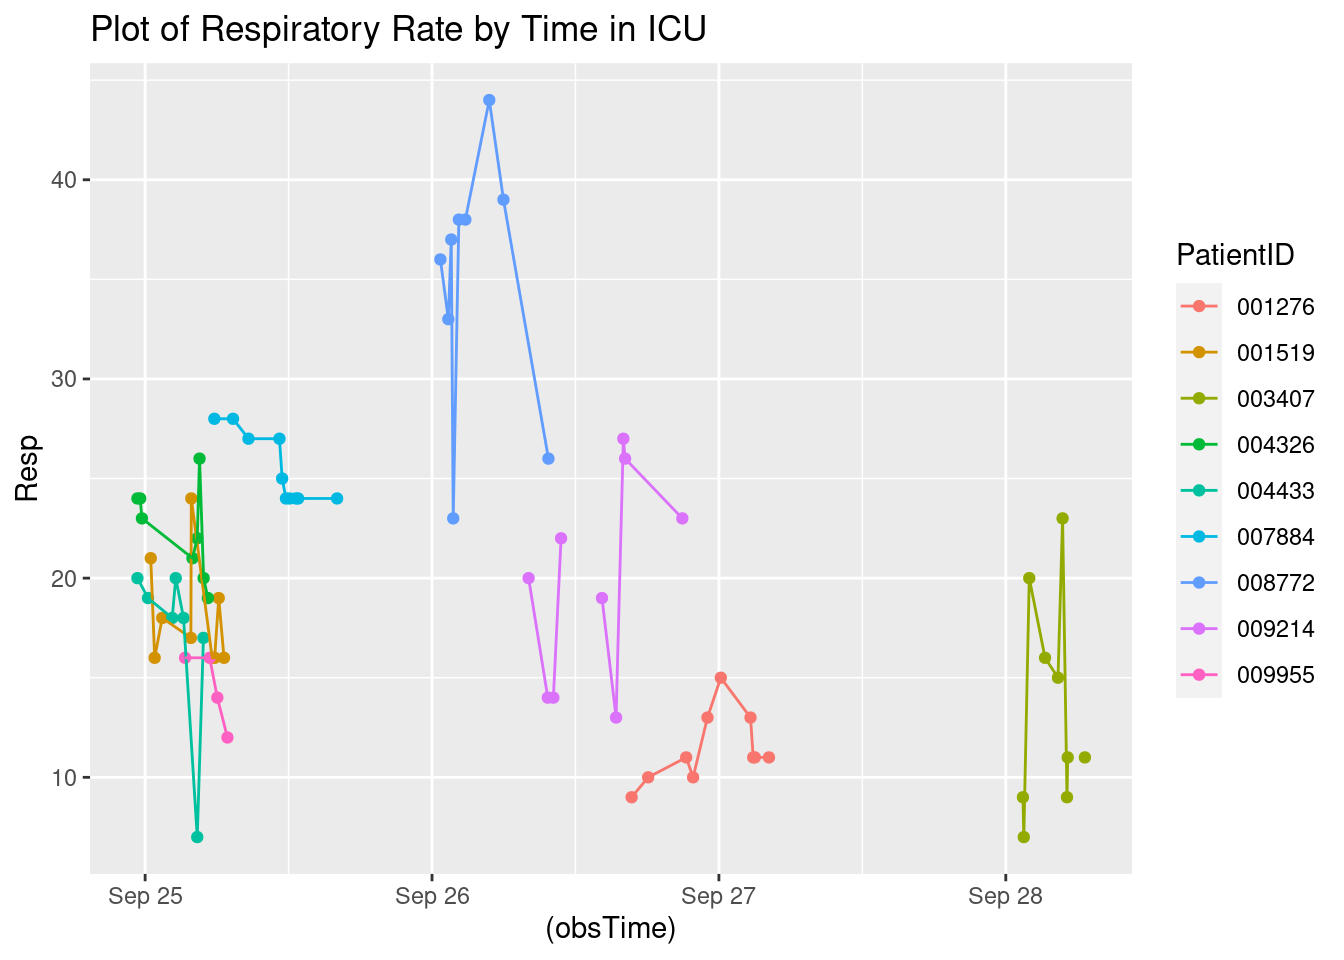 Plot of Respiratory Rate by Time in ICU
Resp
40
30
20
10
Sep 25
Sep 26
Sep 27
Sep 28
(obsTime)
PatientID
001276
001519
003407
004326
004433
007884
008772
009214
009955